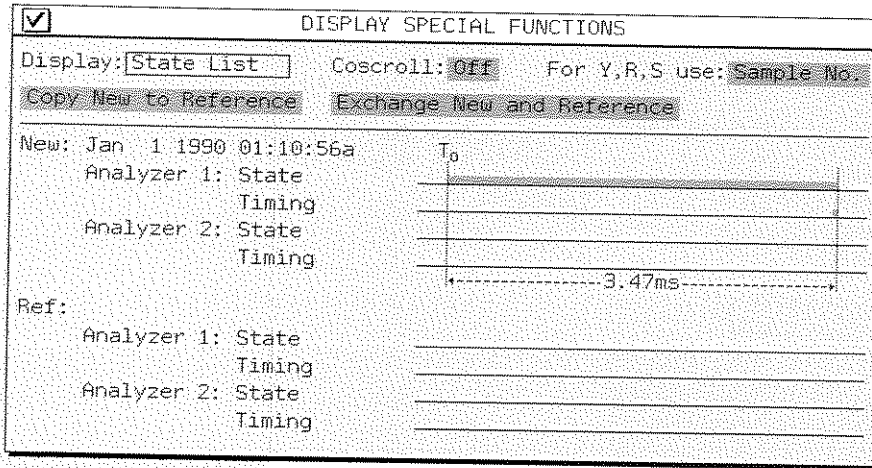 DISPLAY SPECIAL FUNCTIONS
Display: State List Coscroll: Off For Y,R,S use: Sample No.
Copy New to Reference Exchange New and Reference
New: Jan 1 1990 01:10:56a T0
Analyzer 1: State
Timing
Analyzer 2: State
Timing
3.47ms
Ref:
Analyzer 1: State
Timing
Analyzer 2: State
Timing